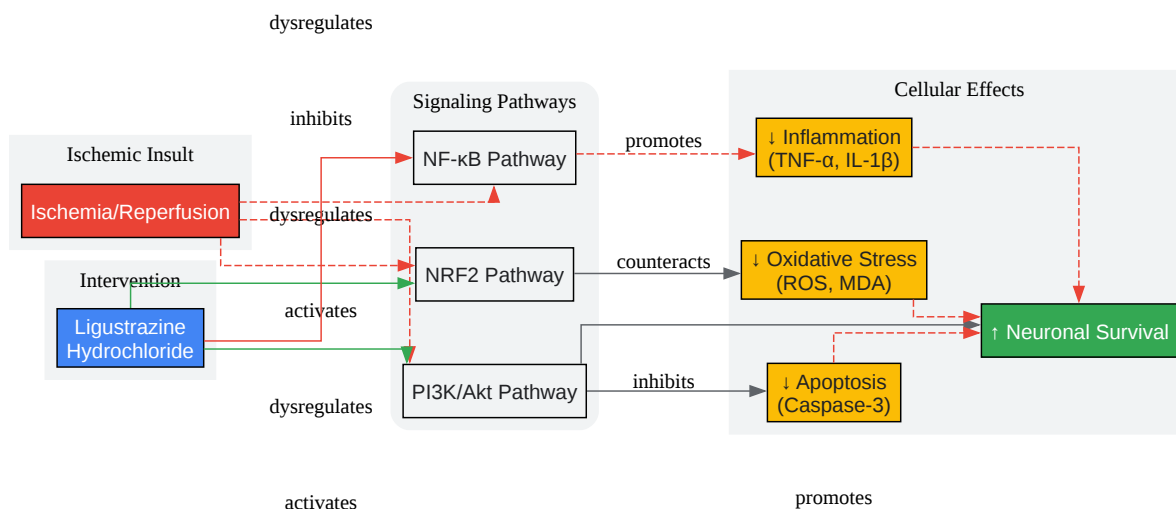 dysregulates
Signaling Pathways
Cellular Effects
inhibits
promotes
↓ Inflammation
(TNF-α, IL-1β)
Ischemic Insult
NF-κB Pathway
Ischemia/Reperfusion
dysregulates
NRF2 Pathway
counteracts
↓ Oxidative Stress
(ROS, MDA)
Intervention
activates
Ligustrazine
Hydrochloride
↑ Neuronal Survival
PI3K/Akt Pathway
inhibits
↓ Apoptosis
(Caspase-3)
dysregulates
activates
promotes